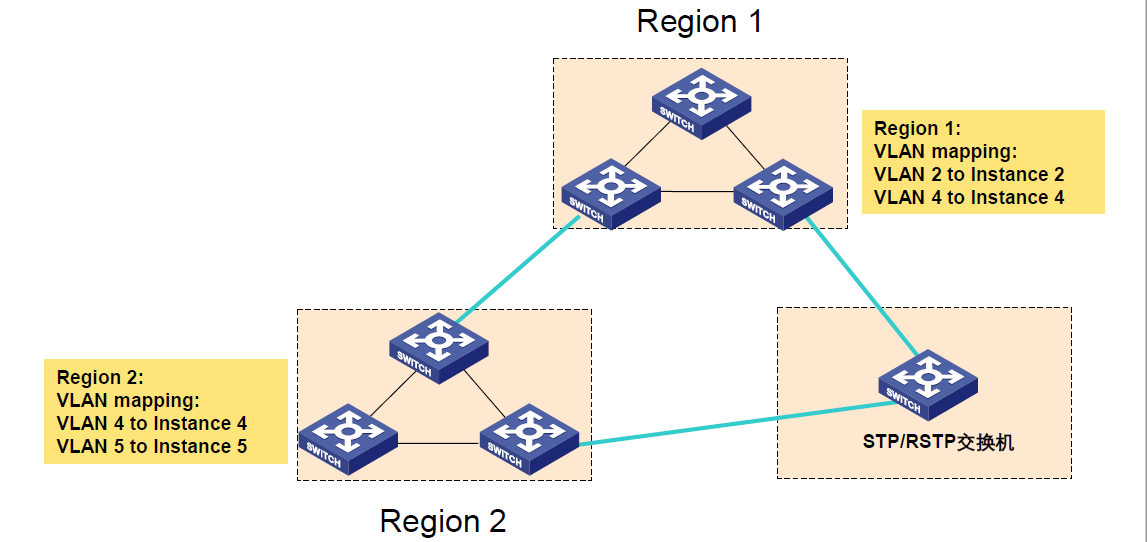 Region 1
SWITCH
SWITCH
SWITCH
Region 1:
VLAN mapping:
VLAN 2 to Instance 2
VLAN 4 to Instance 4
SWITCH
SWITCH
SWITCH
Region 2:
VLAN mapping:
VLAN 4 to Instance 4
VLAN 5 to Instance 5
SWITCH
STP/RSTP交换机
Region 2